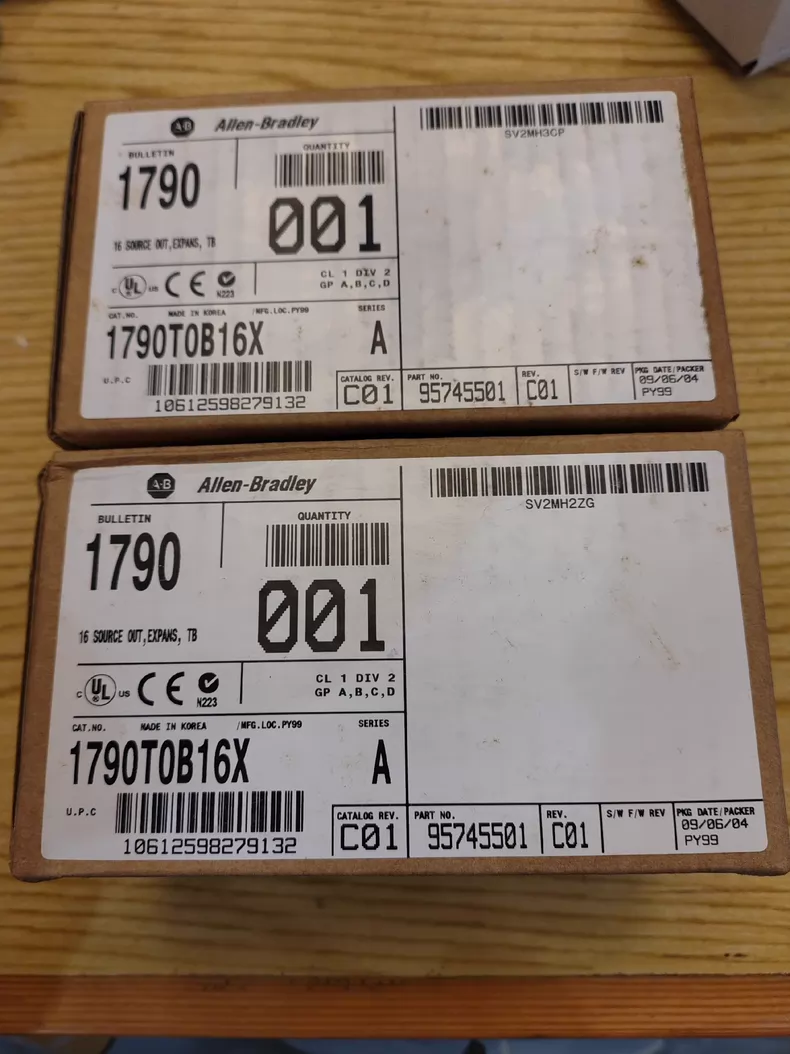 A-B Allen-Bradley
SV2MH3CP
BULLETIN
QUANTITY
1790
001
16 SOURCE OUT,EXPANS, TB
C UL US ® CE N223
CL 1 DIV 2
GP A,B,C,D
CAT.NO. MADE IN KOREA /MFG.LOC.PY99 SERIES
1790T0B16X A
U.P.C
10612598279132
CATALOG REV.
C01
PART NO.
95745501
REV.
C01
S/W F/W REV
PKG DATE/PACKER
09/06/04
PY99
A-B Allen-Bradley
SV2MH2ZG
BULLETIN
QUANTITY
1790
001
16 SOURCE OUT,EXPANS, TB
C UL US ® CE N223
CL 1 DIV 2
GP A,B,C,D
CAT.NO. MADE IN KOREA /MFG.LOC.PY99 SERIES
1790T0B16X A
U.P.C
10612598279132
CATALOG REV.
C01
PART NO.
95745501
REV.
C01
S/W F/W REV
PKG DATE/PACKER
09/06/04
PY99